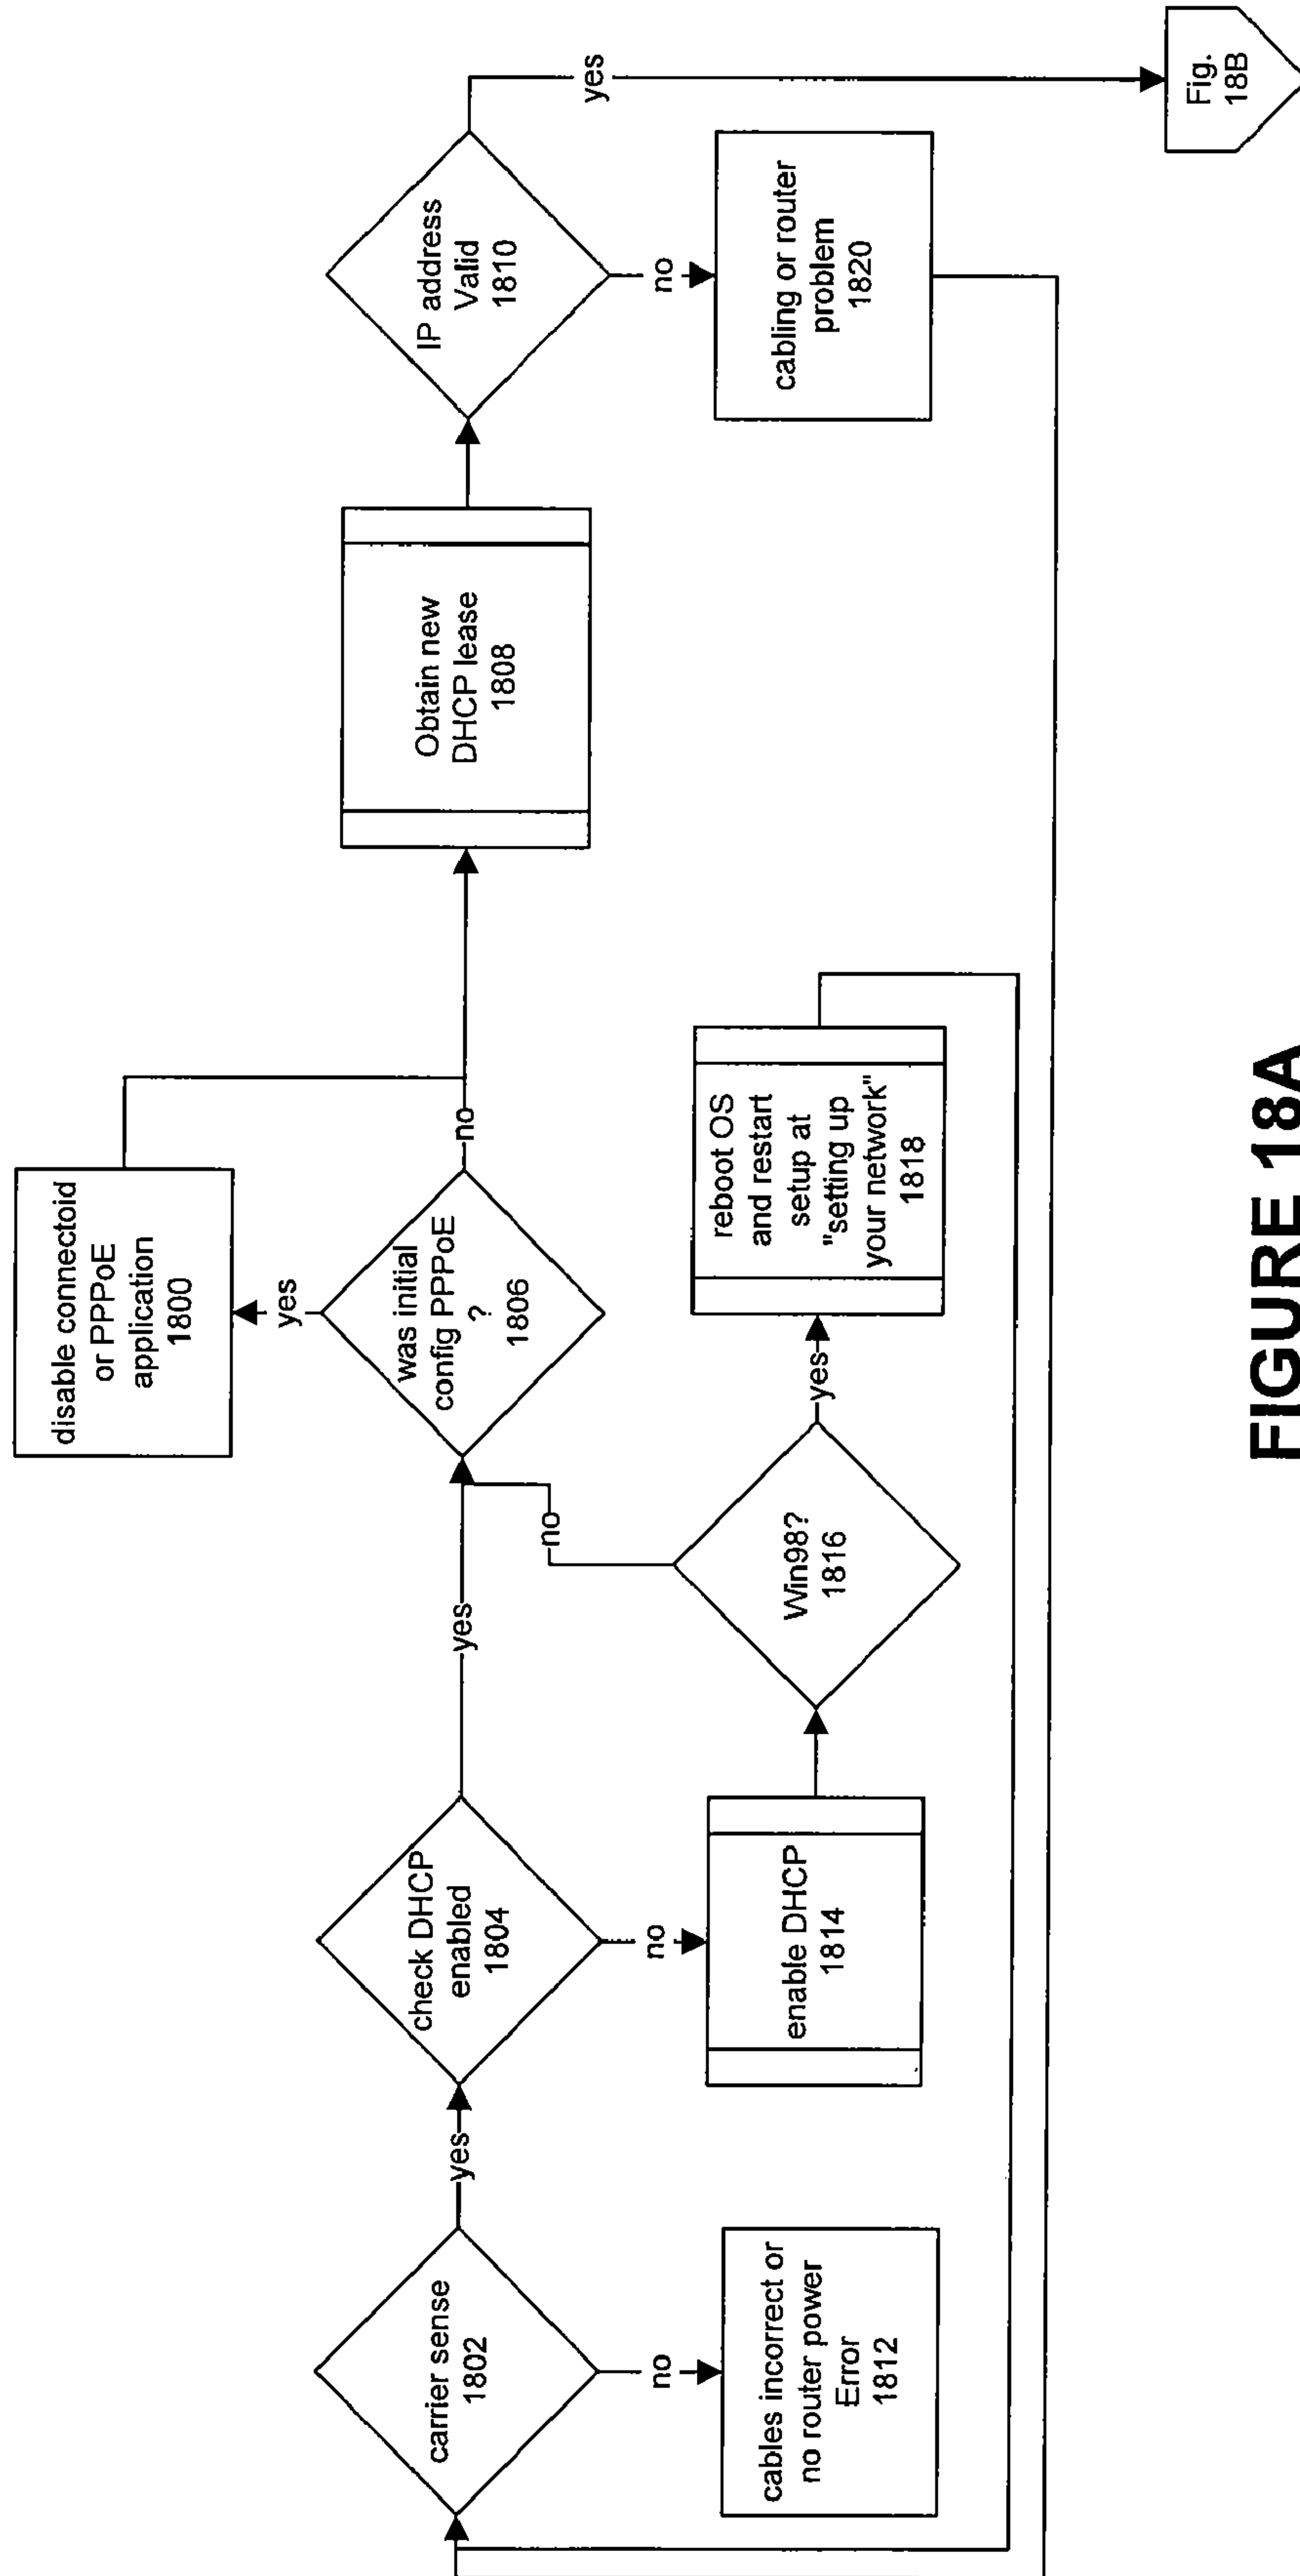 carrier sense
1802
yes
no
cables incorrect or
no router power
Error
1812
check DHCP
enabled
1804
yes
no
enable DHCP
1814
Win98?
1816
no
yes
reboot OS
and restart
setup at
"setting up
your network"
1818
was initial
config PPPoE
?
1806
yes
no
disable connectoid
or PPPoE
application
1800
Obtain new
DHCP lease
1808
IP address
Valid
1810
no
yes
cabling or router
problem
1820
Fig.
18B
FIGURE 18A